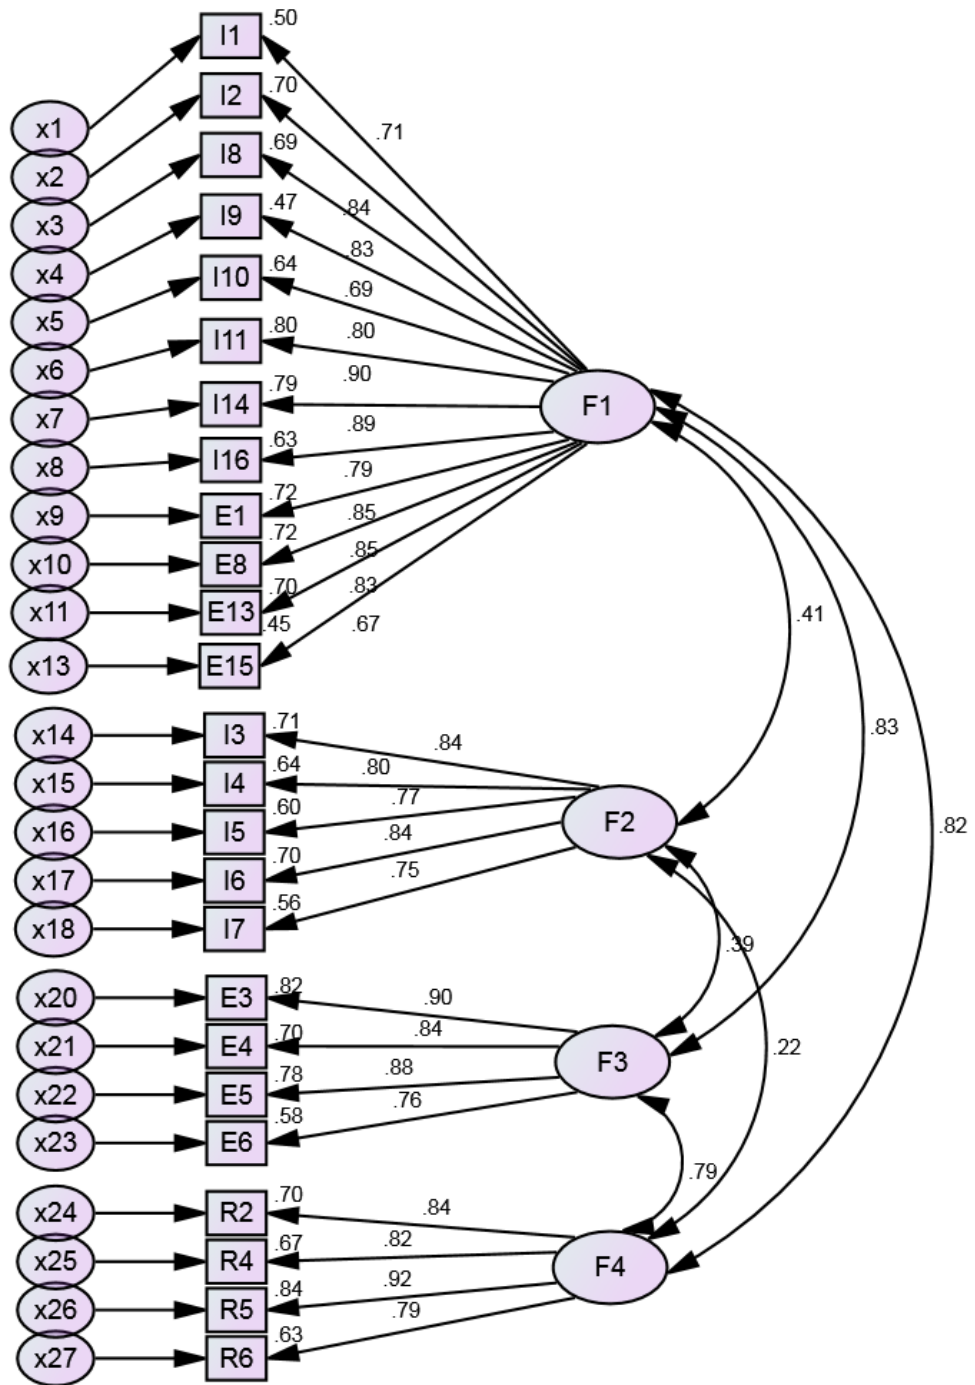 .50
I1
.70
I2
.71
x1
.69
I8
x2
.47
.84
I9
x3
.83
.64
x4
I10
.69
.80
.80
x5
I11
.90
x6
.79
I14
F1
x7
.89
.63
I16
x8
.79
.72
x9
E1
.85
.72
.85
x10
E8
.70
.83
x11
E13
.41
.45
.67
x13
E15
.71
.83
x14
I3
.84
.64
.80
x15
I4
.77
.60
F2
.82
x16
I5
.84
.70
.75
x17
I6
.56
x18
I7
.39
.82
x20
E3
.90
.70
.84
x21
E4
.22
.78
.88
F3
x22
E5
.76
.58
x23
E6
.79
.70
x24
R2
.84
.67
.82
x25
R4
F4
.84
.92
x26
R5
.79
.63
x27
R6